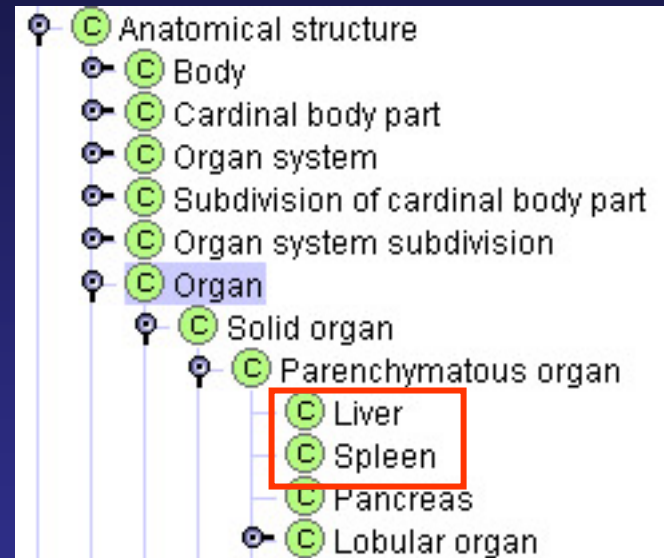 C Anatomical structure
C Body
C Cardinal body part
C Organ system
C Subdivision of cardinal body part
C Organ system subdivision
C Organ
C Solid organ
C Parenchymatous organ
C Liver
C Spleen
C Pancreas
C Lobular organ